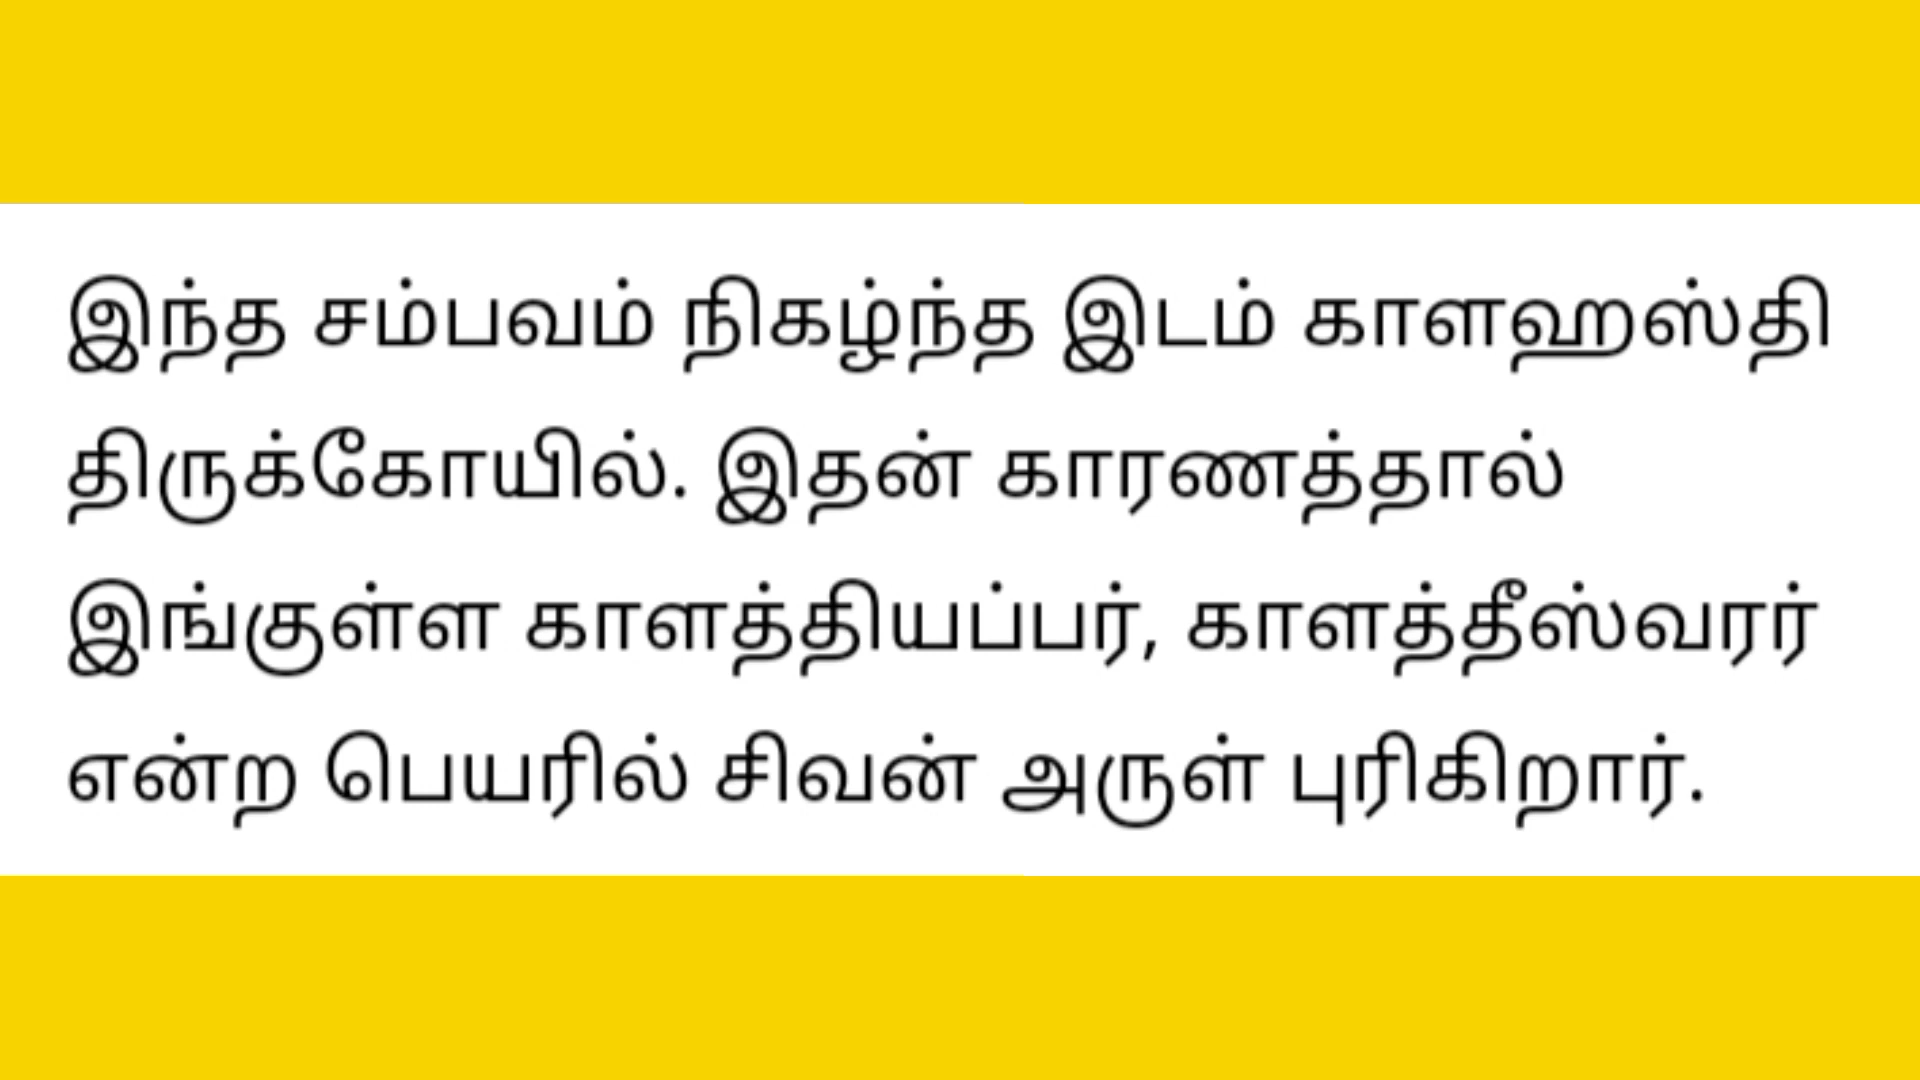 இந்த சம்பவம் நிகழ்ந்த இடம் காளஹஸ்தி
திருக்கோயில். இதன் காரணத்தால்
இங்குள்ள காளத்தியப்பர், காளத்தீஸ்வரர்
என்ற பெயரில் சிவன் அருள் புரிகிறார்.